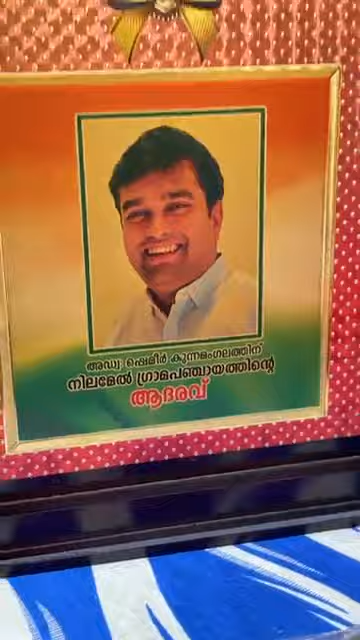 അഡ്വ ഷെമീർ കുന്നമംഗലത്തിന്
നിലമേൽ ഗ്രാമപഞ്ചായത്തിന്റെ
ആദരവ്